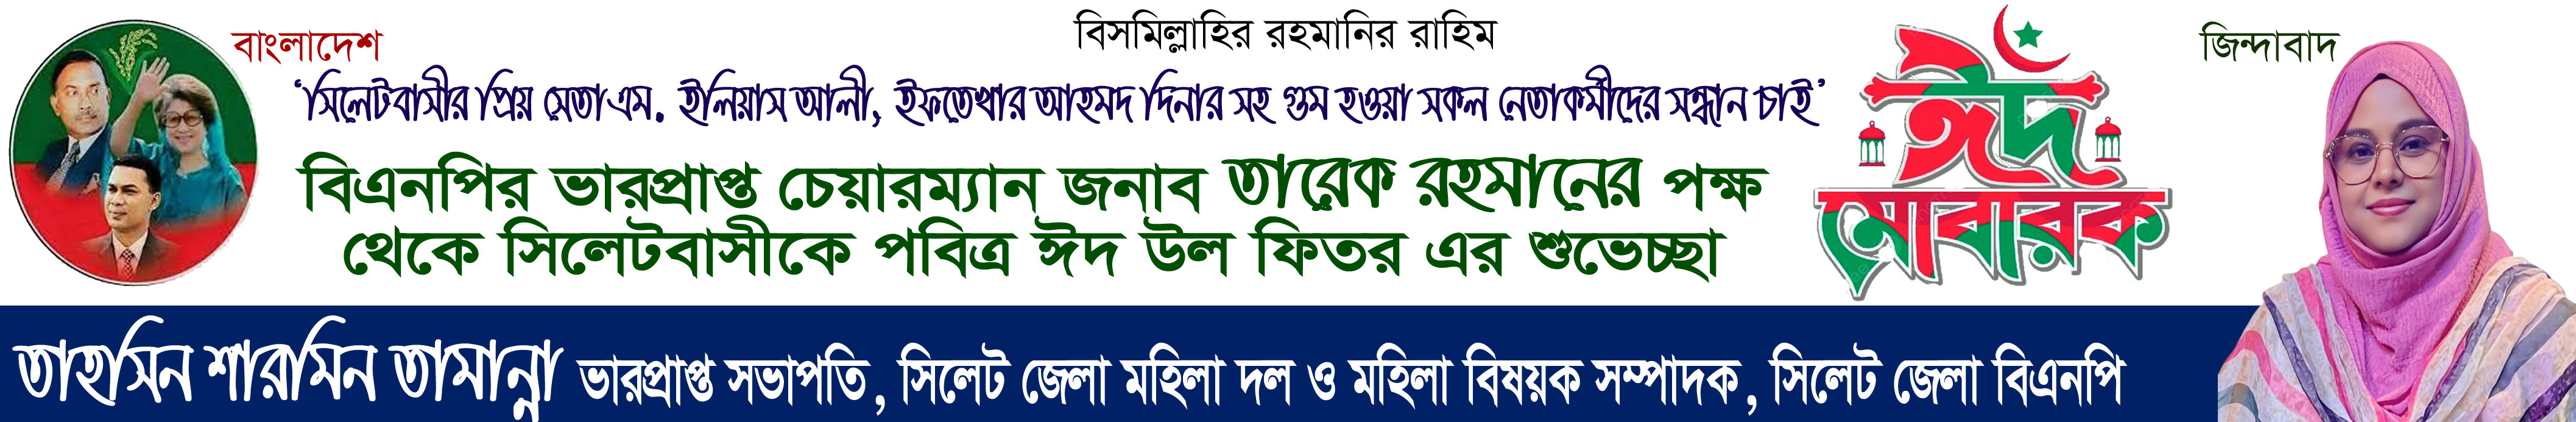 বিসমিল্লাহির রহমানির রাহিম
বাংলাদেশ
জিন্দাবাদ
‘সিলেটবাসীর প্রিয় নেতা এম. ইলিয়াস আলী, ইফতেখার আহমদ দিনার সহ গুম হওয়া সকল নেতাকর্মীদের সন্ধান চাই’
বিএনপির ভারপ্রাপ্ত চেয়ারম্যান জনাব তারেক রহমানের পক্ষ
থেকে সিলেটবাসীকে পবিত্র ঈদ উল ফিতর এর শুভেচ্ছা
ঈদ
মোবারক
তাহসিন শারমিন তামান্না ভারপ্রাপ্ত সভাপতি, সিলেট জেলা মহিলা দল ও মহিলা বিষয়ক সম্পাদক, সিলেট জেলা বিএনপি